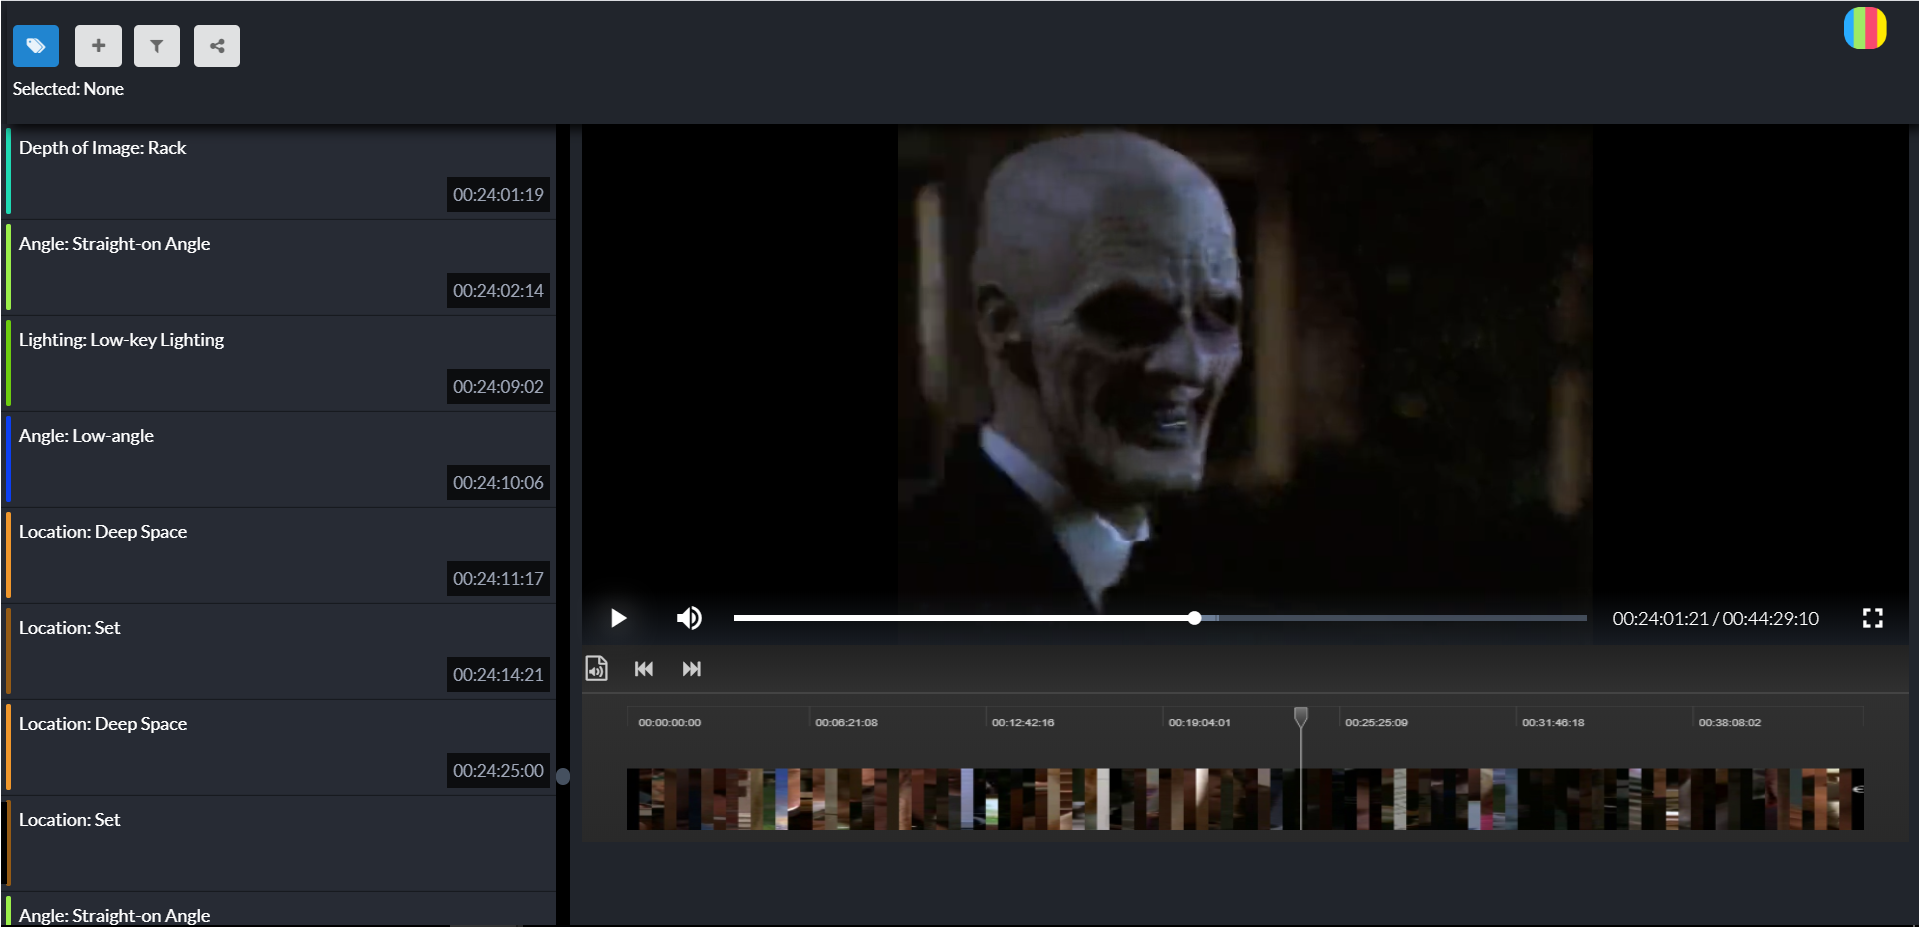 Selected: None
Depth of Image: Rack
00:24:01:19
Angle: Straight-on Angle
00:24:02:14
Lighting: Low-key Lighting
00:24:09:02
Angle: Low-angle
00:24:10:06
Location: Deep Space
00:24:11:17
Location: Set
00:24:14:21
Location: Deep Space
00:24:25:00
Location: Set
Angle: Straight-on Angle
00:24:01:21 / 00:44:29:10
00:00:00:00 00:06:21:08 00:12:42:16 00:19:04:01 00:25:25:09 00:31:46:18 00:38:08:02